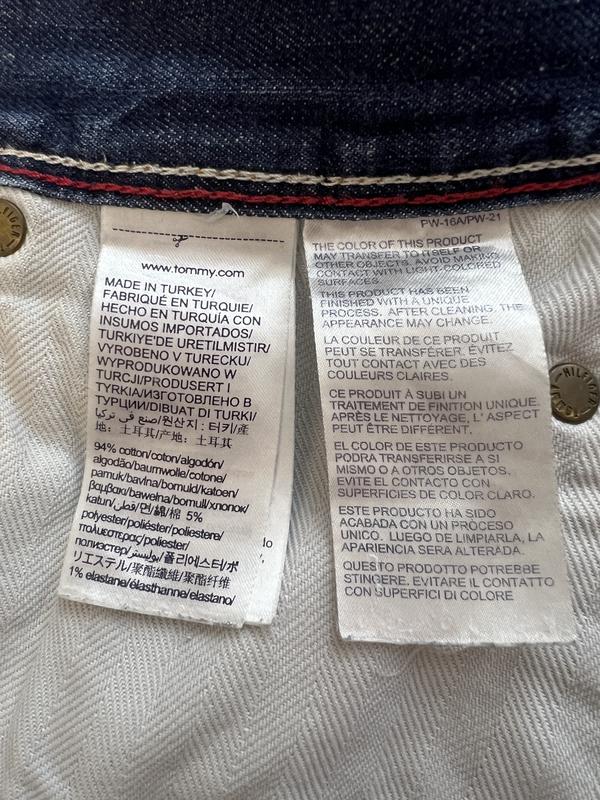 www.tommy.com
MADE IN TURKEY/
FABRIQUÉ EN TURQUIE/
HECHO EN TURQUÍA CON
INSUMOS IMPORTADOS/
TURKIYE'DE URETILMISTIR/
VYROBENO V TURECKU/
WYPRODUKOWANO W
TURCJI/PRODUSERT I
TYRKIA/ИЗГОТОВЛЕНО В
ТУРЦИИ/DIBUAT DI TURKI/
صنع في تركيا/원산지 : 터키/產
地：土耳其/产地：土耳其
94% cotton/coton/algodón/
algodão/baumwolle/cotone/
pamuk/bavlna/bomuld/katoen/
βαμβακι/bawełna/bomull/хлопок/
katun/قطن/면/綿/棉 5%
polyester/poliéster/poliestere/
πολυεστερας/poliester/
полиэстер/بوليستر/폴리에스터/ポ
リエステル/聚酯纖維/聚酯纤维
1% elastane/élasthanne/elastano/
PW-16A/PW-21
THE COLOR OF THIS PRODUCT
MAY TRANSFER TO ITSELF OR
OTHER OBJECTS. AVOID MAKING
CONTACT WITH LIGHT-COLORED
SURFACES.
THIS PRODUCT HAS BEEN
FINISHED WITH A UNIQUE
PROCESS. AFTER CLEANING, THE
APPEARANCE MAY CHANGE.
LA COULEUR DE CE PRODUIT
PEUT SE TRANSFÉRER. ÉVITEZ
TOUT CONTACT AVEC DES
COULEURS CLAIRES.
CE PRODUIT À SUBI UN
TRAITEMENT DE FINITION UNIQUE.
APRÈS LE NETTOYAGE, L' ASPECT
PEUT ÊTRE DIFFÉRENT.
EL COLOR DE ESTE PRODUCTO
PODRA TRANSFERIRSE A SI
MISMO O A OTROS OBJETOS.
EVITE EL CONTACTO CON
SUPERFICIES DE COLOR CLARO.
ESTE PRODUCTO HA SIDO
ACABADA CON UN PROCESO
UNICO. LUEGO DE LIMPIARLA, LA
APARIENCIA SERA ALTERADA.
QUESTO PRODOTTO POTREBBE
STINGERE. EVITARE IL CONTATTO
CON SUPERFICI DI COLORE
HILFIGER